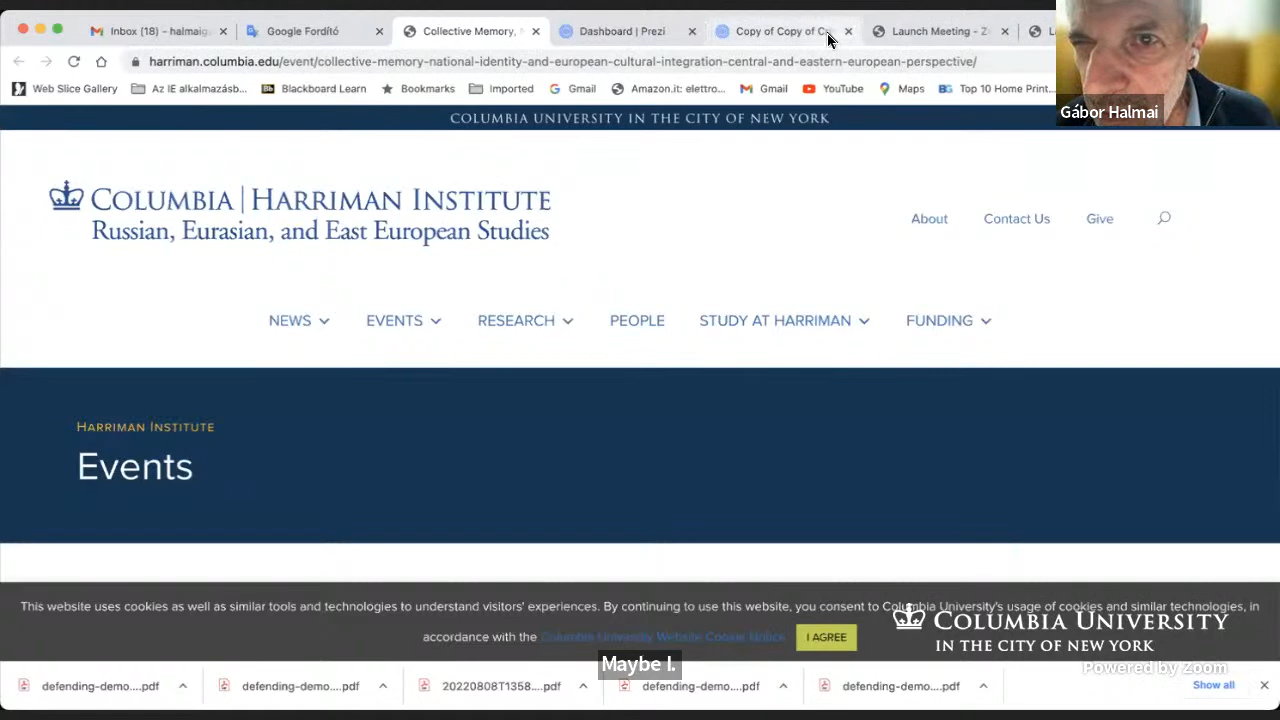 Inbox (18) – halmaig
Google Fordító
Collective Memory,
Dashboard | Prezi
Copy of Copy of
Launch Meeting - Z
harriman.columbia.edu/event/collective-memory-national-identity-and-european-cultural-integration-central-and-eastern-european-perspective/
Web Slice Gallery
Az IE alkalmazásb...
Blackboard Learn
Bookmarks
Imported
Gmail
Amazon.it: elettro...
Gmail
YouTube
Maps
Top 10 Home Print...
Gábor Halmai
COLUMBIA UNIVERSITY IN THE CITY OF NEW YORK
COLUMBIA | HARRIMAN INSTITUTE
Russian, Eurasian, and East European Studies
About
Contact Us
Give
NEWS
EVENTS
RESEARCH
PEOPLE
STUDY AT HARRIMAN
FUNDING
HARRIMAN INSTITUTE
Events
This website uses cookies as well as similar tools and technologies to understand visitors' experiences. By continuing to use this website, you consent to Columbia University's usage of cookies and similar technologies, in
accordance with the Columbia University Website Cookie Notice
I AGREE
COLUMBIA UNIVERSITY
IN THE CITY OF NEW YORK
Maybe I.
Powered by Zoom
defending-demo....pdf
defending-demo....pdf
20220808T1358....pdf
defending-demo....pdf
defending-demo....pdf
Show all